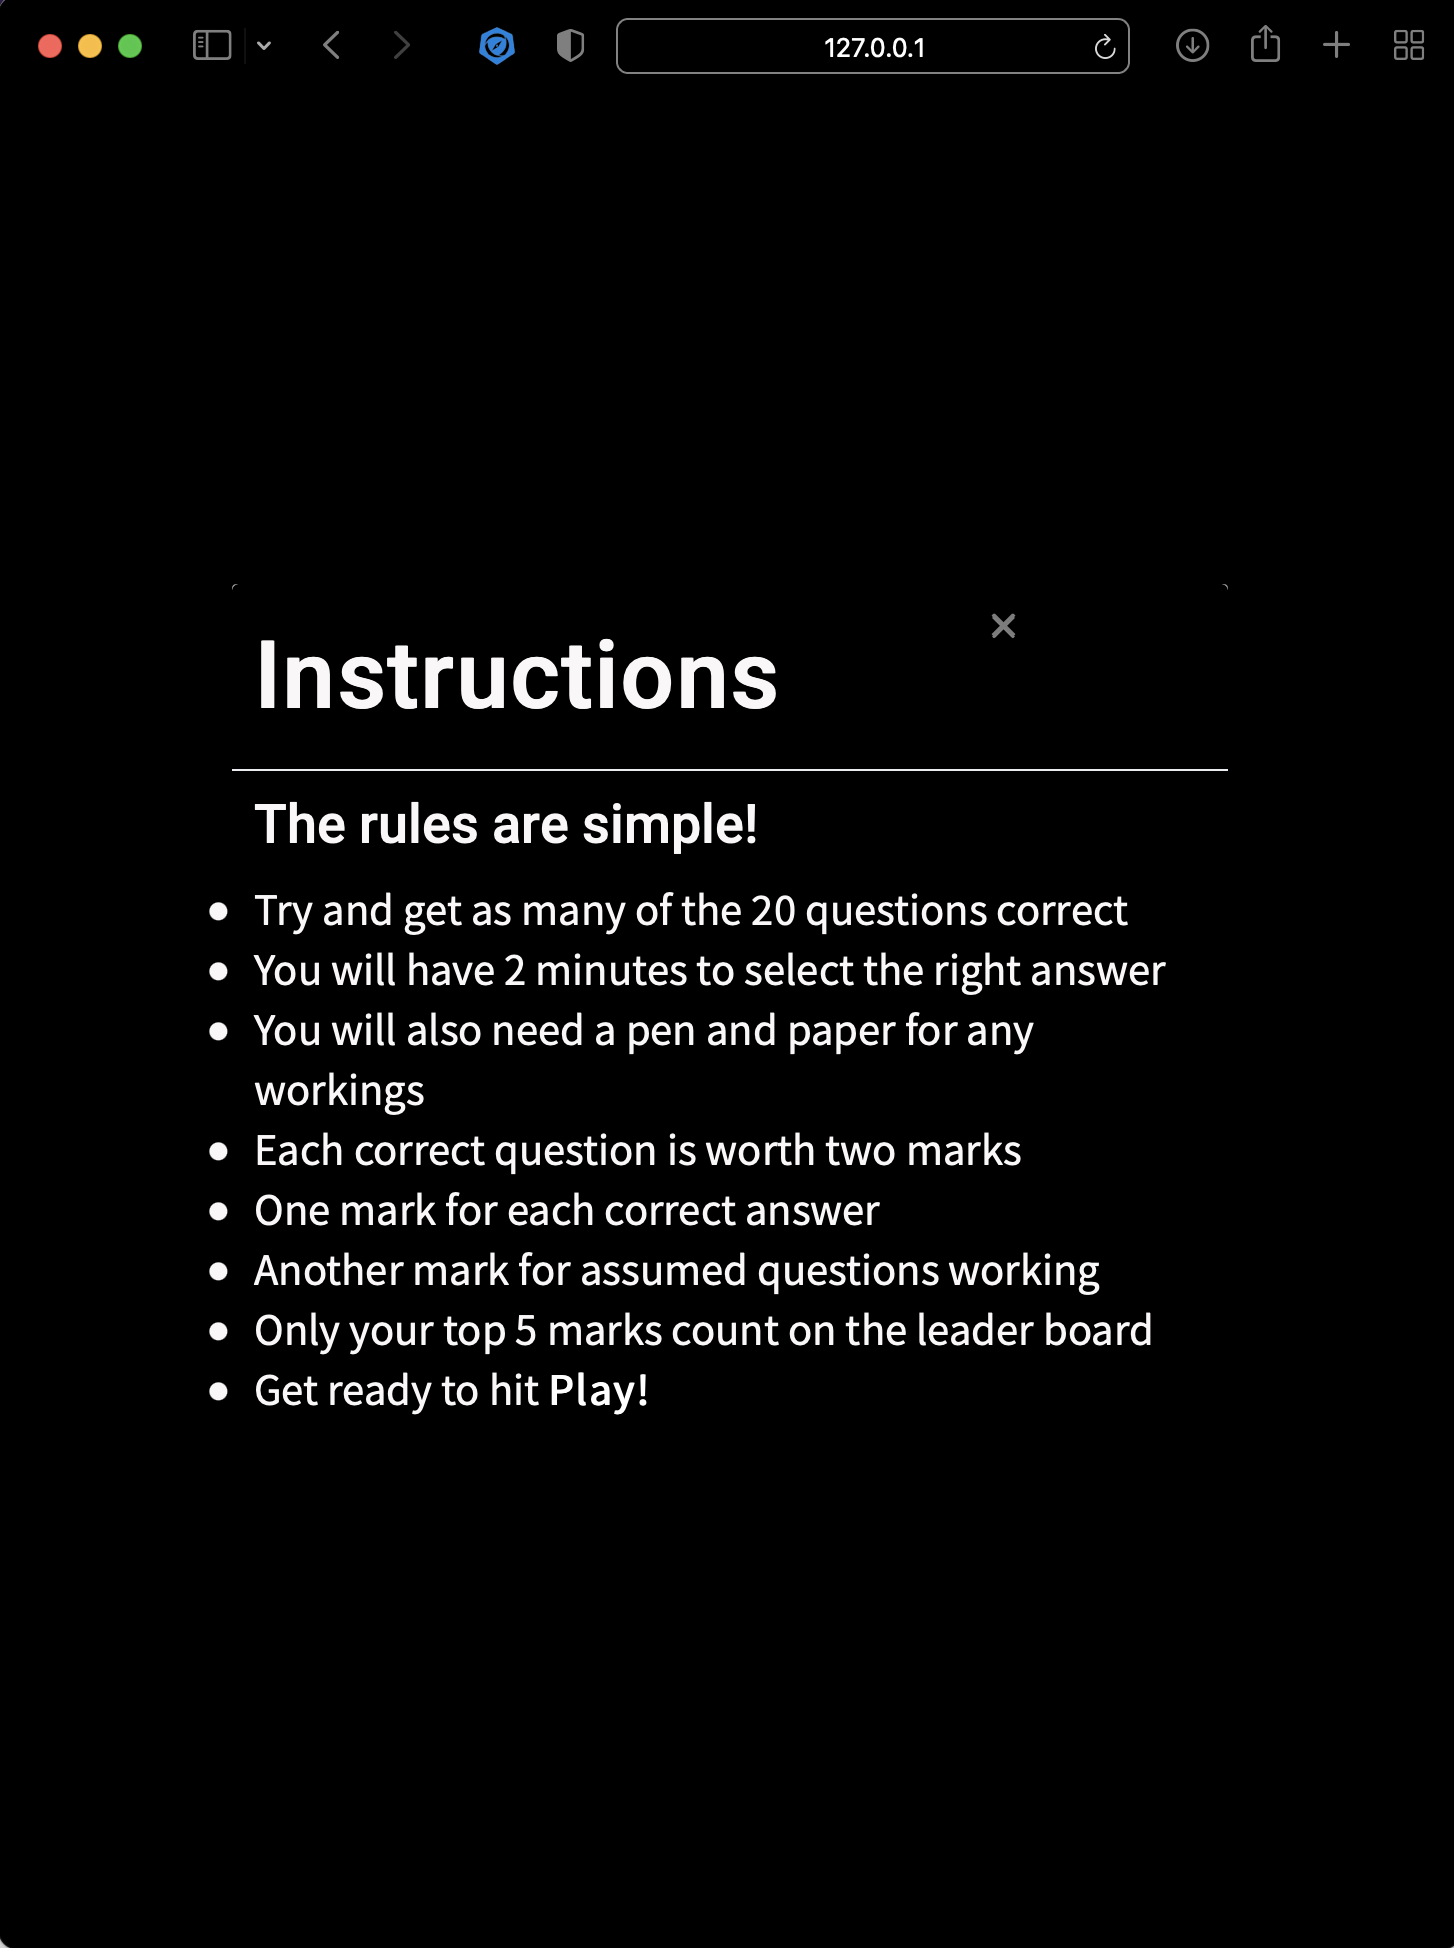 127.0.0.1
Instructions
The rules are simple!
Try and get as many of the 20 questions correct
You will have 2 minutes to select the right answer
You will also need a pen and paper for any
workings
Each correct question is worth two marks
One mark for each correct answer
Another mark for assumed questions working
Only your top 5 marks count on the leader board
Get ready to hit Play!